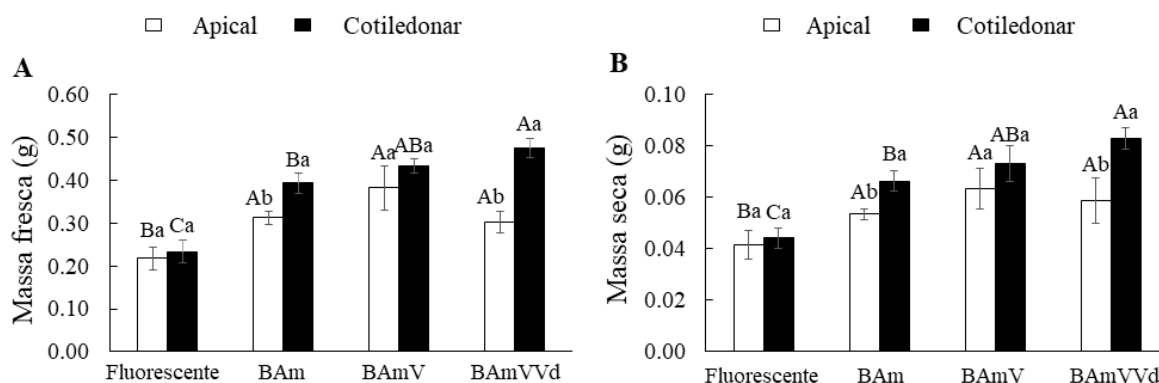 Apical Cotiledonar
A
Massa fresca (g)
0.60
0.50
0.40
0.30
0.20
0.10
0.00
Ba Ca
Ab Ba
Aa ABa
Ab Aa
Fluorescente BAm BAmV BAmVVd
Apical Cotiledonar
B
Massa seca (g)
0.10
0.08
0.06
0.04
0.02
0.00
Ba Ca
Ab Ba
Aa ABa
Ab Aa
Fluorescente BAm BAmV BAmVVd